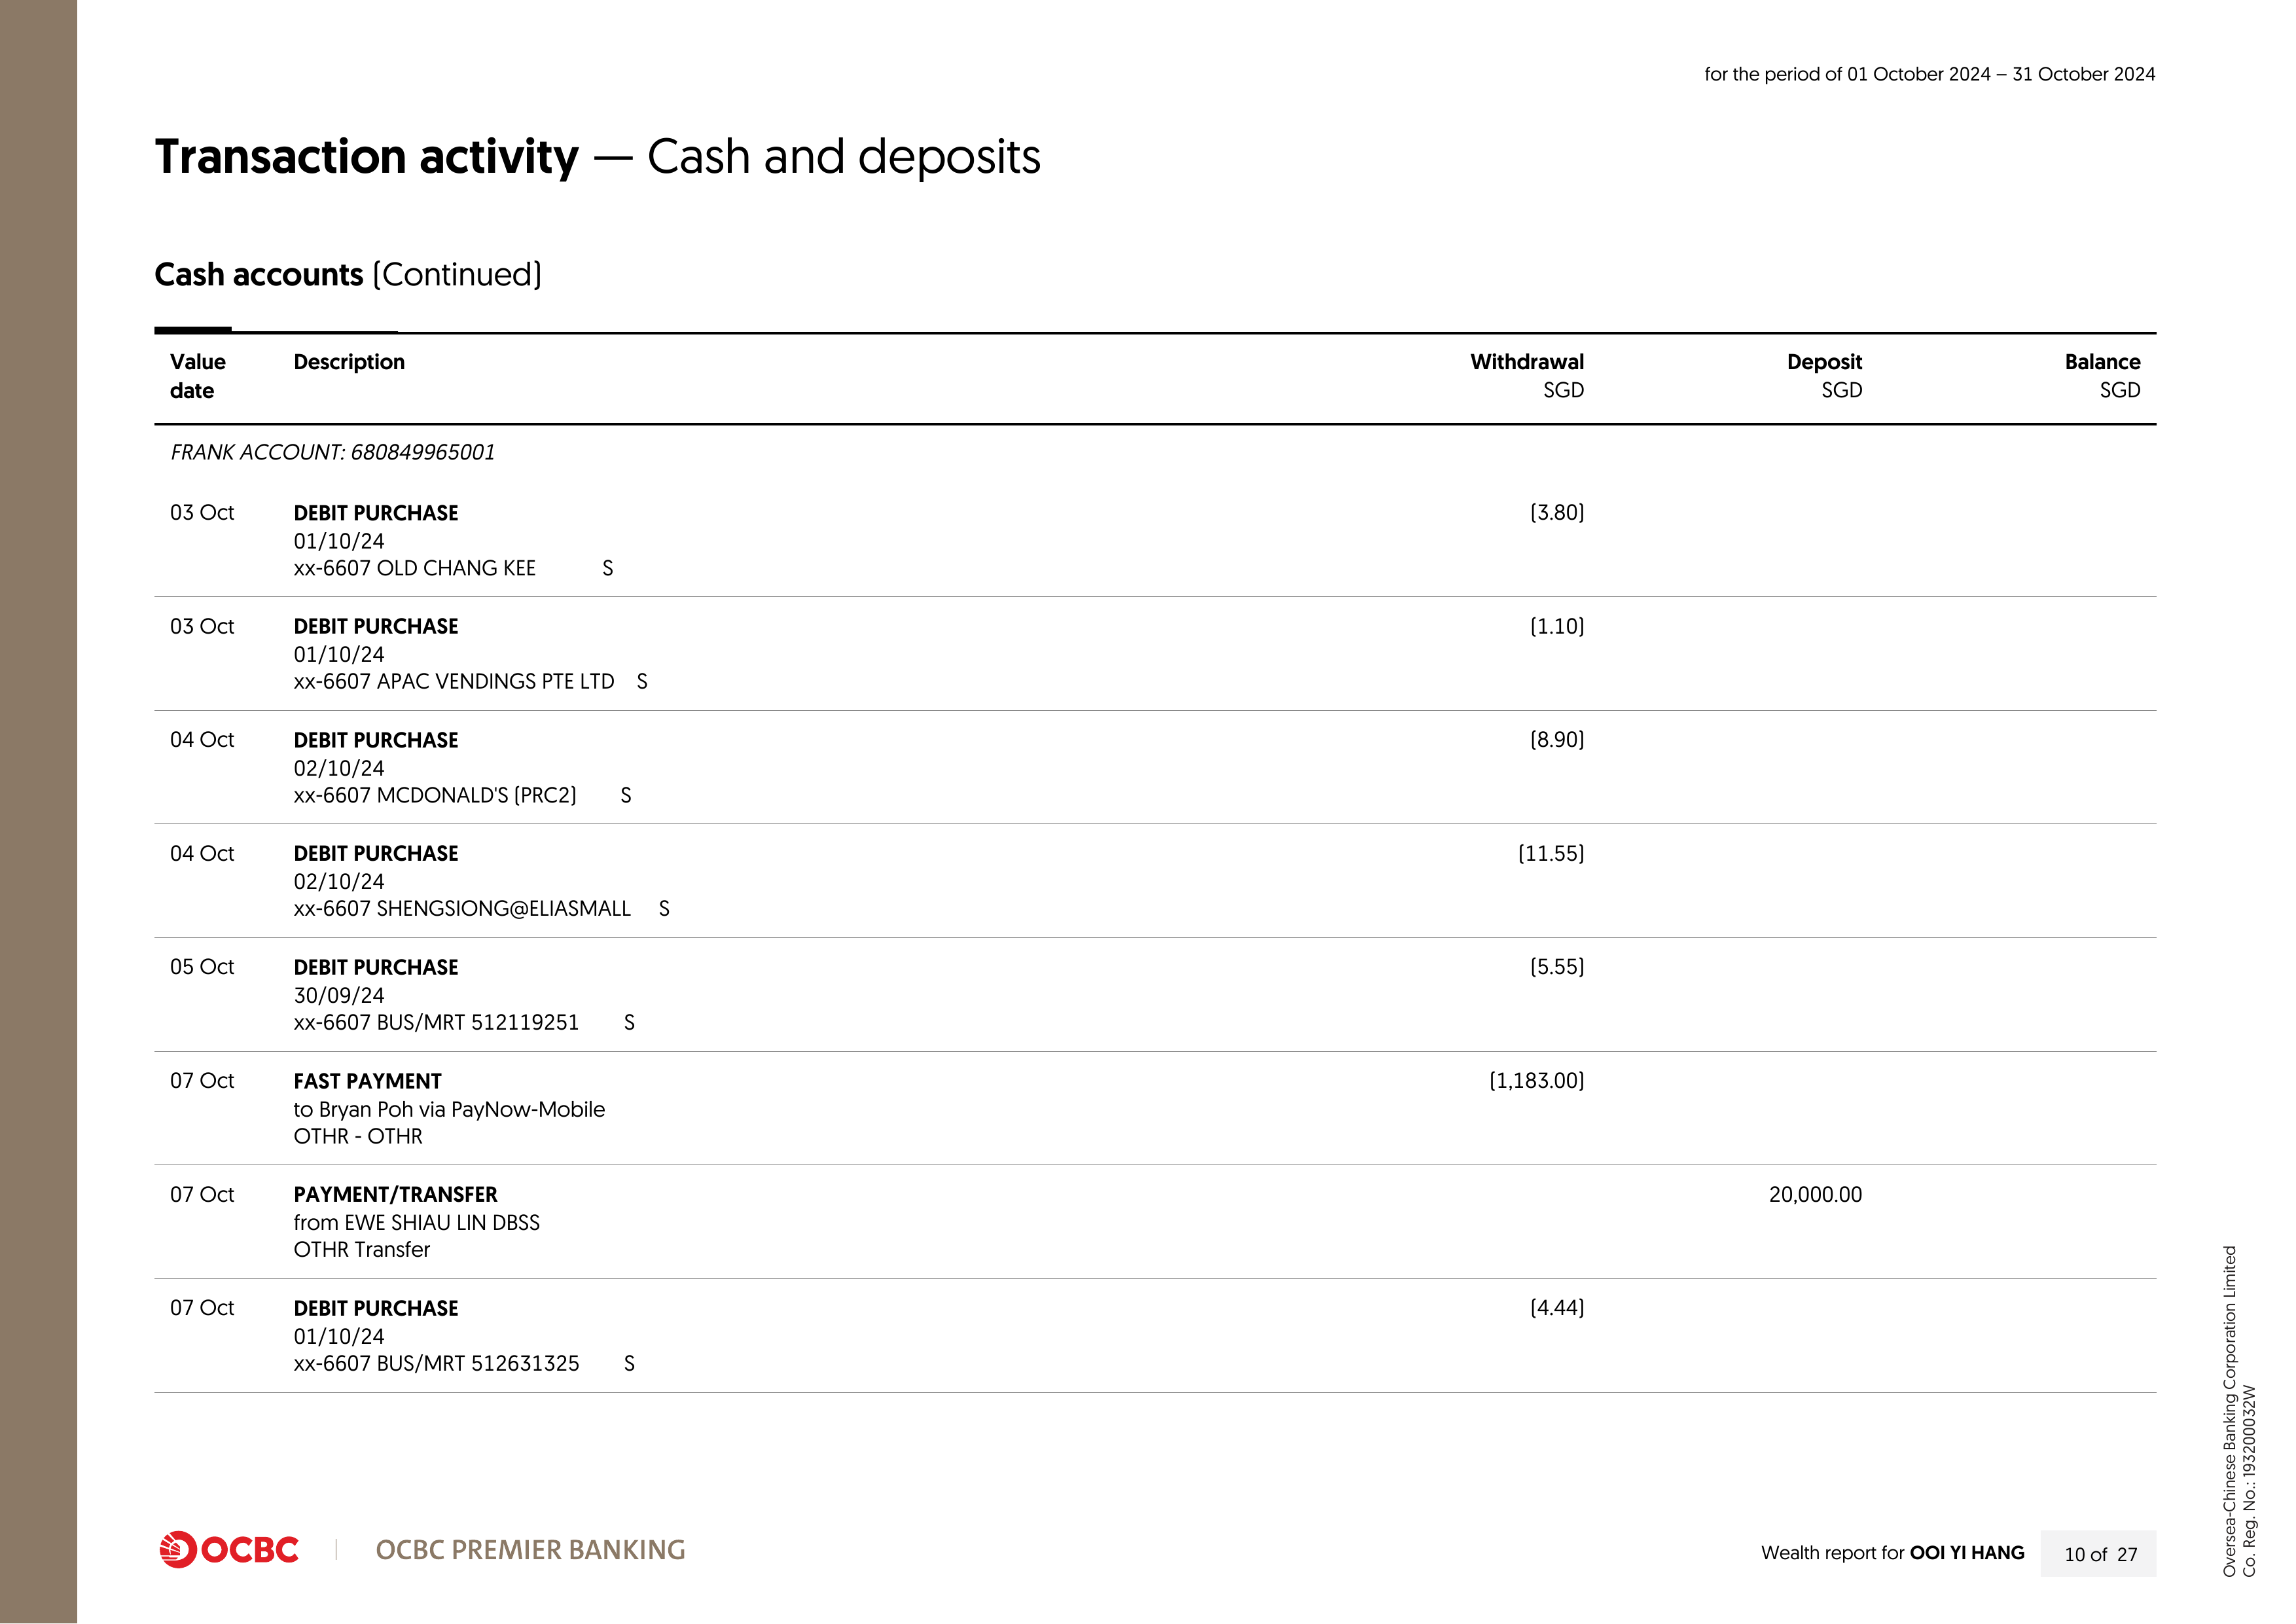 for the period of 01 October 2024 – 31 October 2024
Transaction activity — Cash and deposits
Cash accounts (Continued)
Value date Description Withdrawal SGD Deposit SGD Balance SGD
FRANK ACCOUNT: 680849965001
03 Oct DEBIT PURCHASE (3.80)
01/10/24
xx-6607 OLD CHANG KEE S
03 Oct DEBIT PURCHASE (1.10)
01/10/24
xx-6607 APAC VENDINGS PTE LTD S
04 Oct DEBIT PURCHASE (8.90)
02/10/24
xx-6607 MCDONALD'S (PRC2) S
04 Oct DEBIT PURCHASE (11.55)
02/10/24
xx-6607 SHENGSIONG@ELIASMALL S
05 Oct DEBIT PURCHASE (5.55)
30/09/24
xx-6607 BUS/MRT 512119251 S
07 Oct FAST PAYMENT (1,183.00)
to Bryan Poh via PayNow-Mobile
OTHR - OTHR
07 Oct PAYMENT/TRANSFER 20,000.00
from EWE SHIAU LIN DBSS
OTHR Transfer
07 Oct DEBIT PURCHASE (4.44)
01/10/24
xx-6607 BUS/MRT 512631325 S
OCBC | OCBC PREMIER BANKING
Wealth report for OOI YI HANG 10 of 27
Oversea-Chinese Banking Corporation Limited
Co. Reg. No.: 193200032W